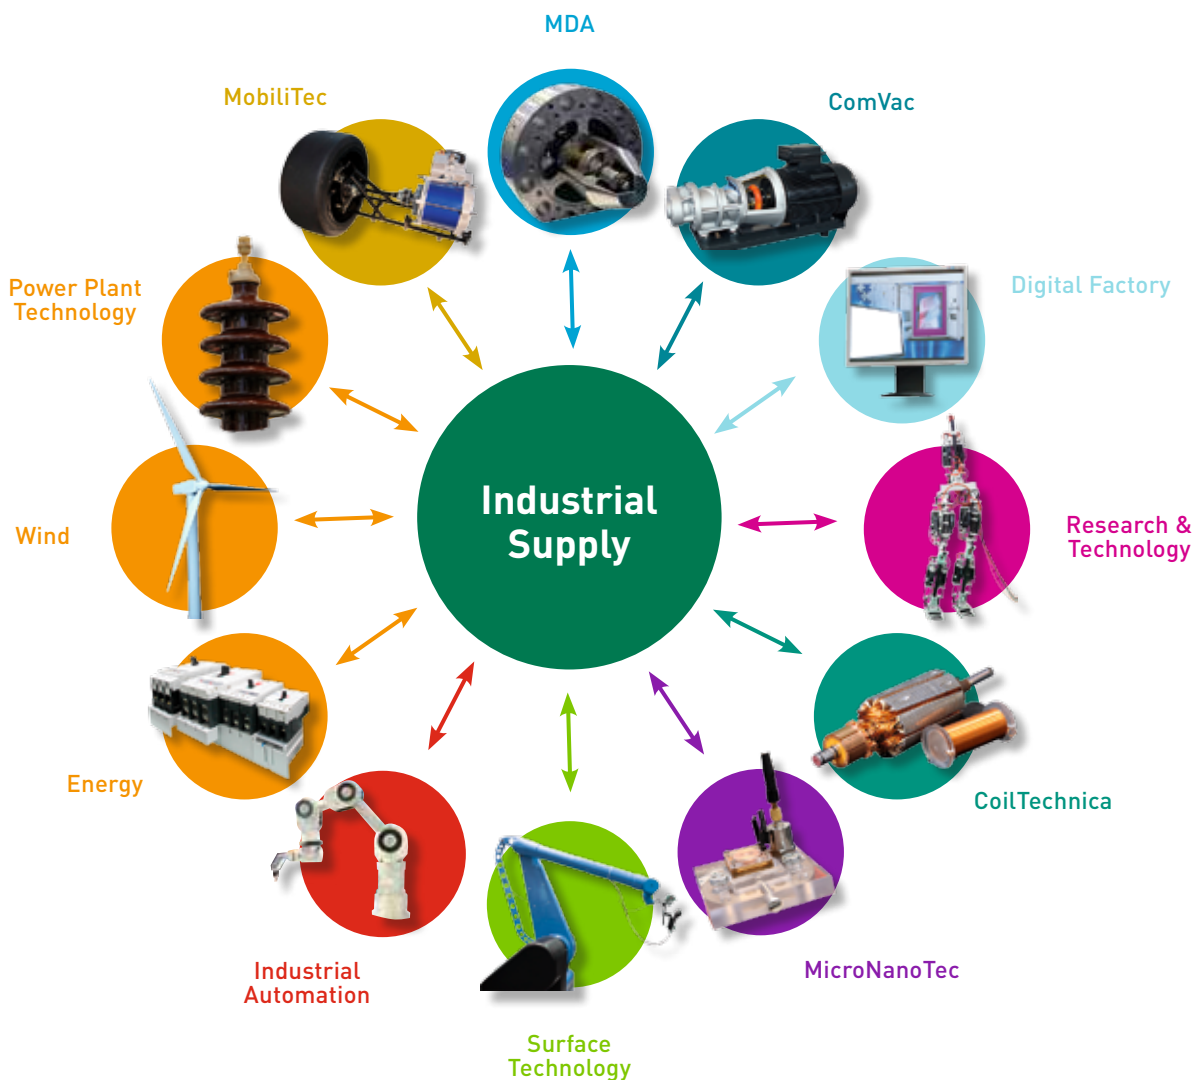 MDA
MobiliTec
ComVac
Power Plant
Technology
Digital Factory
Industrial
Supply
Wind
Research &
Technology
Energy
CoilTechnica
Industrial
Automation
MicroNanoTec
Surface
Technology